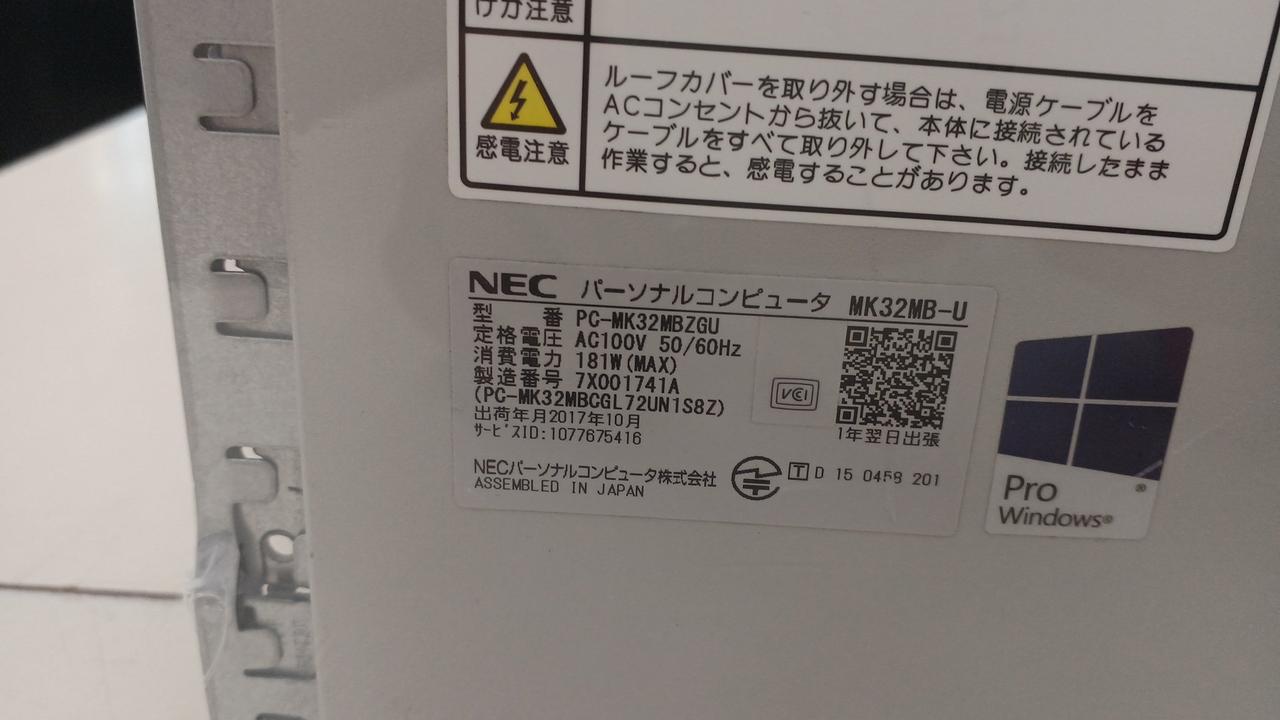 けが注意
感電注意
ルーフカバーを取り外す場合は、電源ケーブルを
ACコンセントから抜いて、本体に接続されている
ケーブルをすべて取り外して下さい。接続したまま
作業すると、感電することがあります。
NEC パーソナルコンピュータ MK32MB-U
型 番 PC-MK32MBZGU
定格電圧 AC100V 50/60Hz
消費電力 181W(MAX)
製造番号 7X001741A
(PC-MK32MBCGL72UN1S8Z)
出荷年月2017年10月
ｻｰﾋﾞｽID:1077675416
VCI
1年翌日出張
NECパーソナルコンピュータ株式会社
ASSEMBLED IN JAPAN
T D 15 0458 201
Pro
Windows®